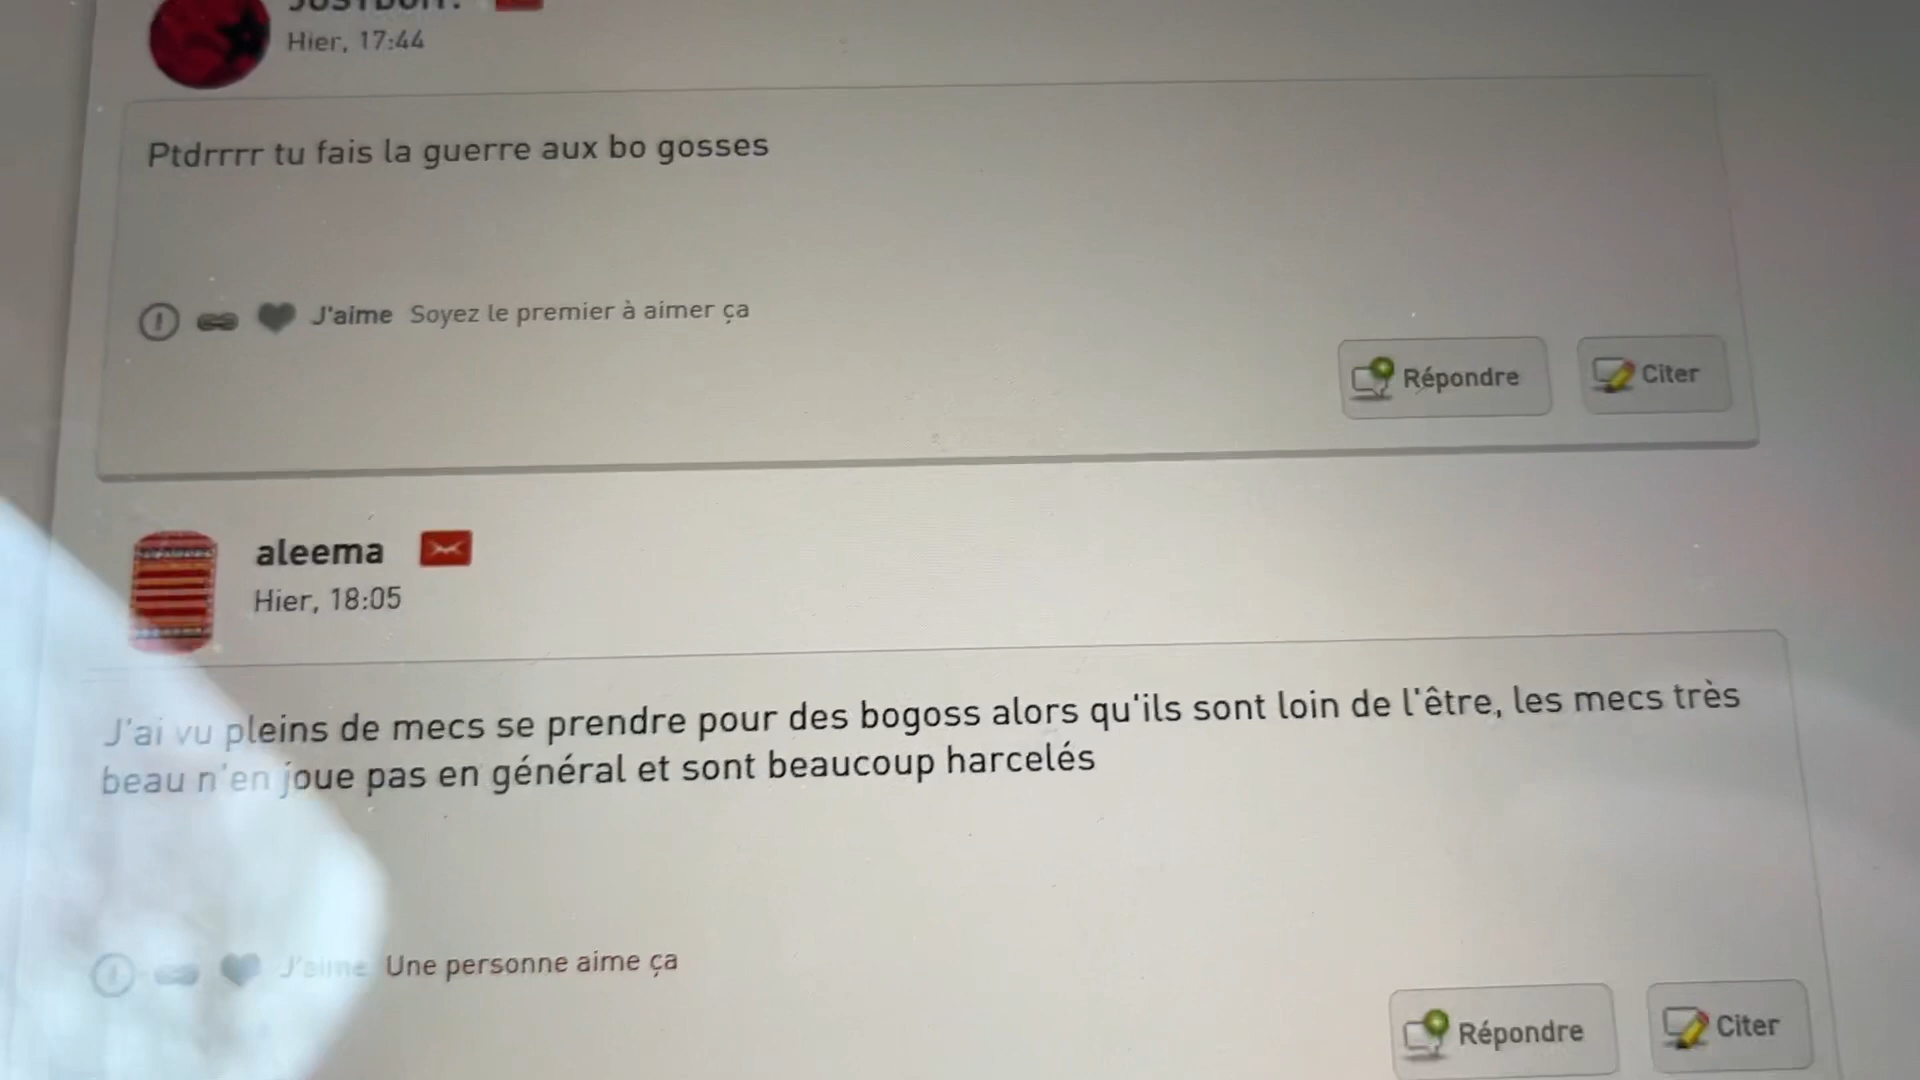 Hier, 17:44
Ptdrrrr tu fais la guerre aux bo gosses
J'aime Soyez le premier à aimer ça
Répondre Citer
aleema
Hier, 18:05
J'ai vu pleins de mecs se prendre pour des bogoss alors qu'ils sont loin de l'être, les mecs très
beau n'en joue pas en général et sont beaucoup harcelés
J'aime Une personne aime ça
Répondre Citer